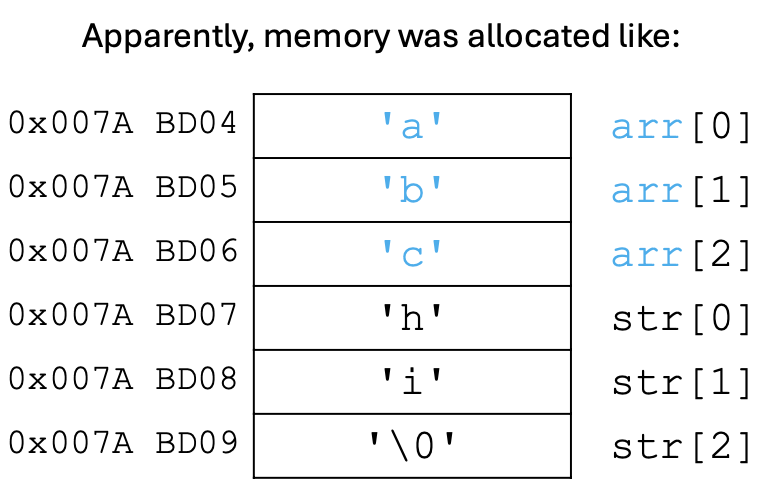 Apparently, memory was allocated like:
0x007A BD04 'a' arr[0]
0x007A BD05 'b' arr[1]
0x007A BD06 'c' arr[2]
0x007A BD07 'h' str[0]
0x007A BD08 'i' str[1]
0x007A BD09 '\0' str[2]